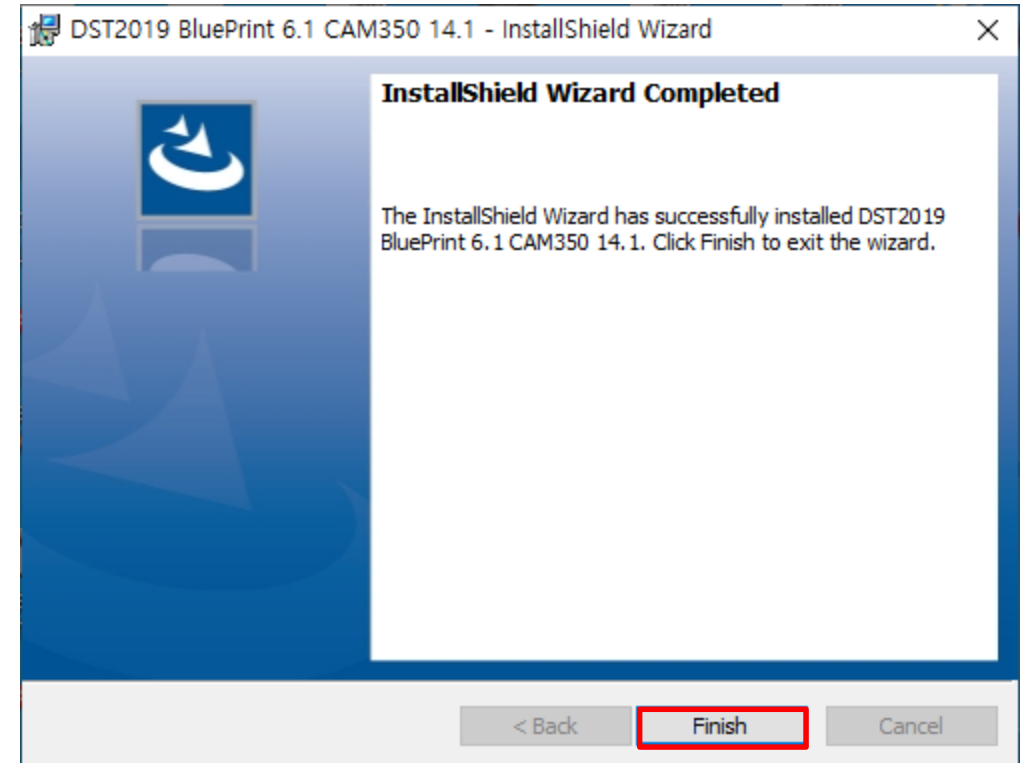 DST2019 BluePrint 6.1 CAM350 14.1 - InstallShield Wizard
InstallShield Wizard Completed
The InstallShield Wizard has successfully installed DST2019
BluePrint 6.1 CAM350 14.1. Click Finish to exit the wizard.
< Back
Finish
Cancel